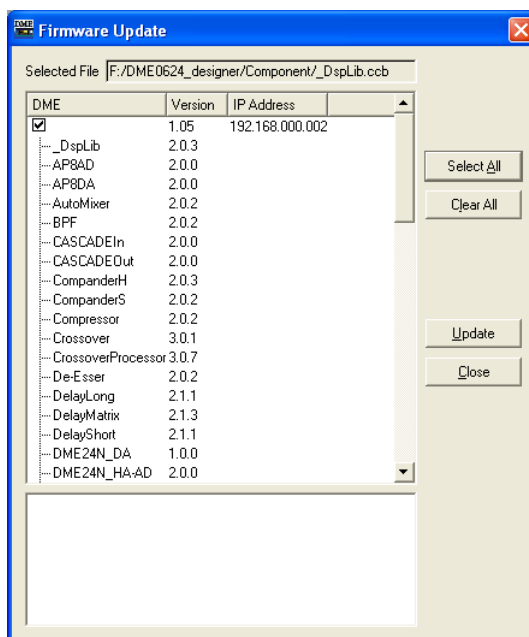 DME Firmware Update
Selected File F:/DME0624_designer/Component/_DspLib.ccb
DME Version IP Address
1.05 192.168.000.002
_DspLib 2.0.3
AP8AD 2.0.0
AP8DA 2.0.0
AutoMixer 2.0.2
BPF 2.0.2
CASCADEIn 2.0.0
CASCADEOut 2.0.0
CompanderH 2.0.3
CompanderS 2.0.2
Compressor 2.0.2
Crossover 3.0.1
CrossoverProcessor 3.0.7
De-Esser 2.0.2
DelayLong 2.1.1
DelayMatrix 2.1.3
DelayShort 2.1.1
DME24N_DA 1.0.0
DME24N_HA-AD 2.0.0
Select All
Clear All
Update
Close